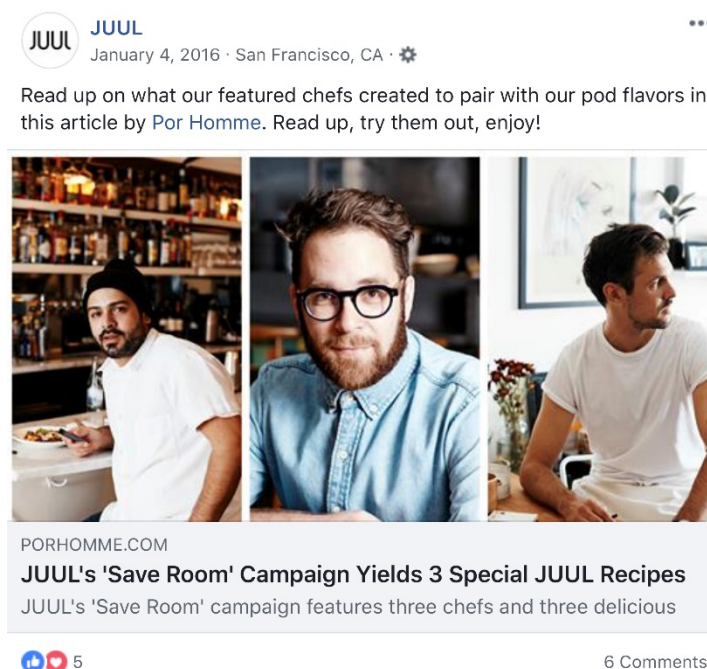 JUUL
JUUL
January 4, 2016 · San Francisco, CA ·
Read up on what our featured chefs created to pair with our pod flavors in
this article by Por Homme. Read up, try them out, enjoy!
PORHOMME.COM
JUUL's 'Save Room' Campaign Yields 3 Special JUUL Recipes
JUUL's 'Save Room' campaign features three chefs and three delicious
5
6 Comments